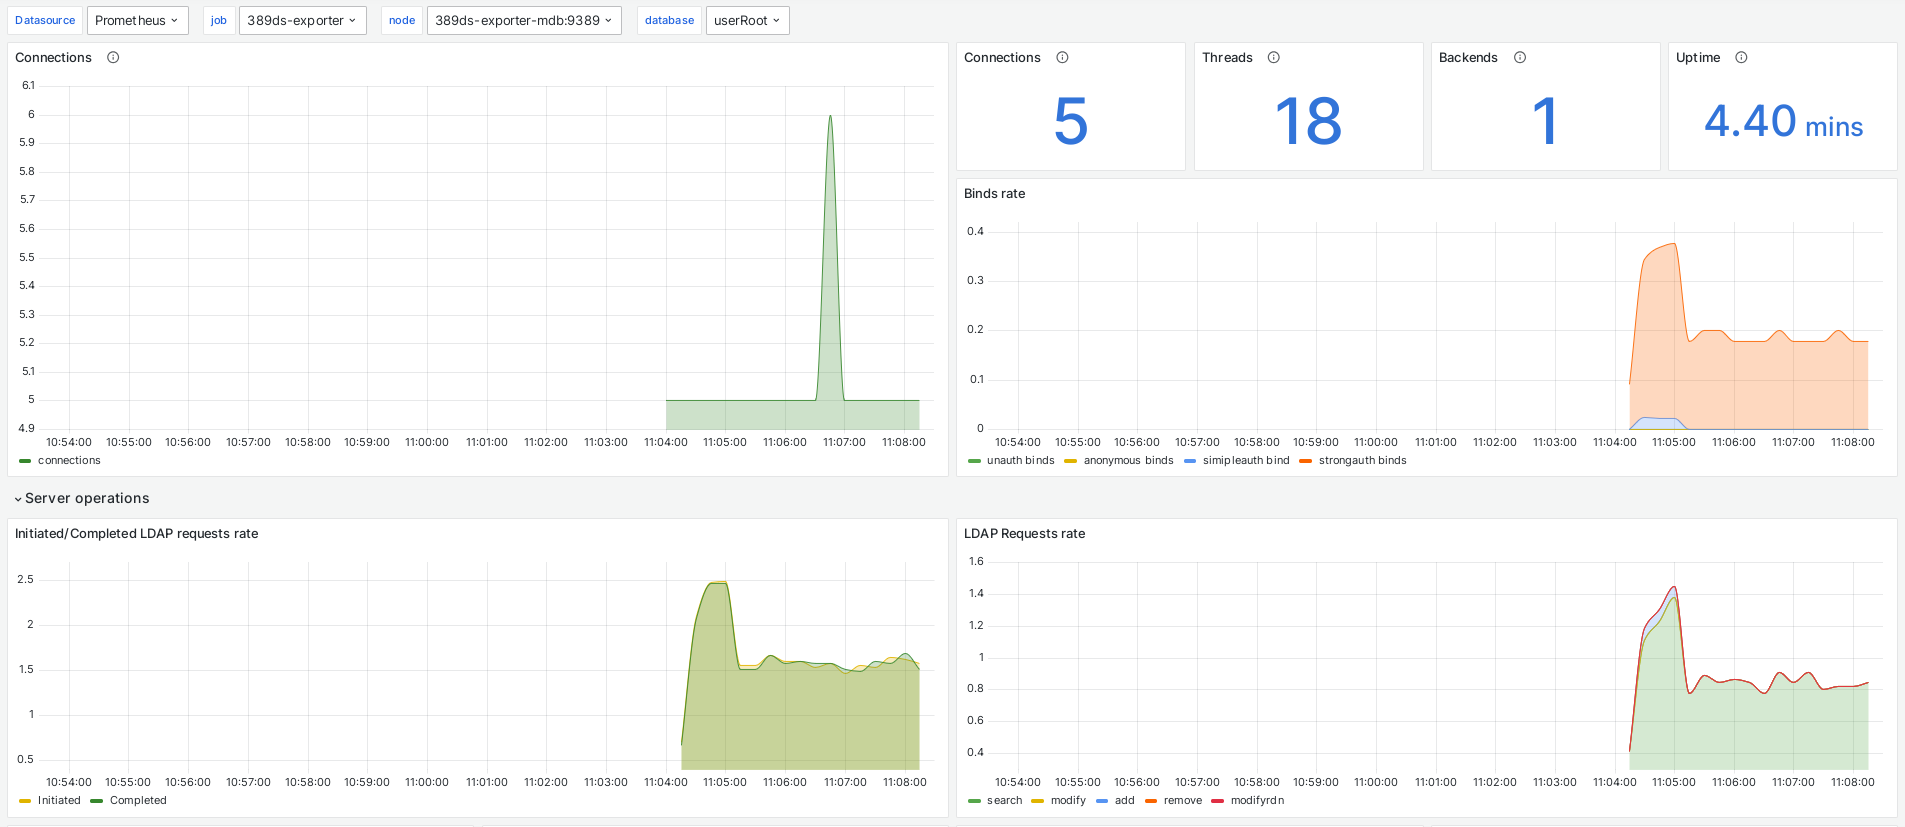 Datasource Prometheus job 389ds-exporter node 389ds-exporter-mdb:9389 database userRoot
Connections
6.1
6
5.9
5.8
5.7
5.6
5.5
5.4
5.3
5.2
5.1
5
4.9
10:54:00 10:55:00 10:56:00 10:57:00 10:58:00 10:59:00 11:00:00 11:01:00 11:02:00 11:03:00 11:04:00 11:05:00 11:06:00 11:07:00 11:08:00
connections
Connections
5
Threads
18
Backends
1
Uptime
4.40 mins
Binds rate
0.4
0.3
0.2
0.1
0
10:54:00 10:55:00 10:56:00 10:57:00 10:58:00 10:59:00 11:00:00 11:01:00 11:02:00 11:03:00 11:04:00 11:05:00 11:06:00 11:07:00 11:08:00
unauth binds anonymous binds simipleauth bind strongauth binds
Server operations
Initiated/Completed LDAP requests rate
2.5
2
1.5
1
0.5
10:54:00 10:55:00 10:56:00 10:57:00 10:58:00 10:59:00 11:00:00 11:01:00 11:02:00 11:03:00 11:04:00 11:05:00 11:06:00 11:07:00 11:08:00
Initiated Completed
LDAP Requests rate
1.6
1.4
1.2
1
0.8
0.6
0.4
10:54:00 10:55:00 10:56:00 10:57:00 10:58:00 10:59:00 11:00:00 11:01:00 11:02:00 11:03:00 11:04:00 11:05:00 11:06:00 11:07:00 11:08:00
search modify add remove modifyrdn